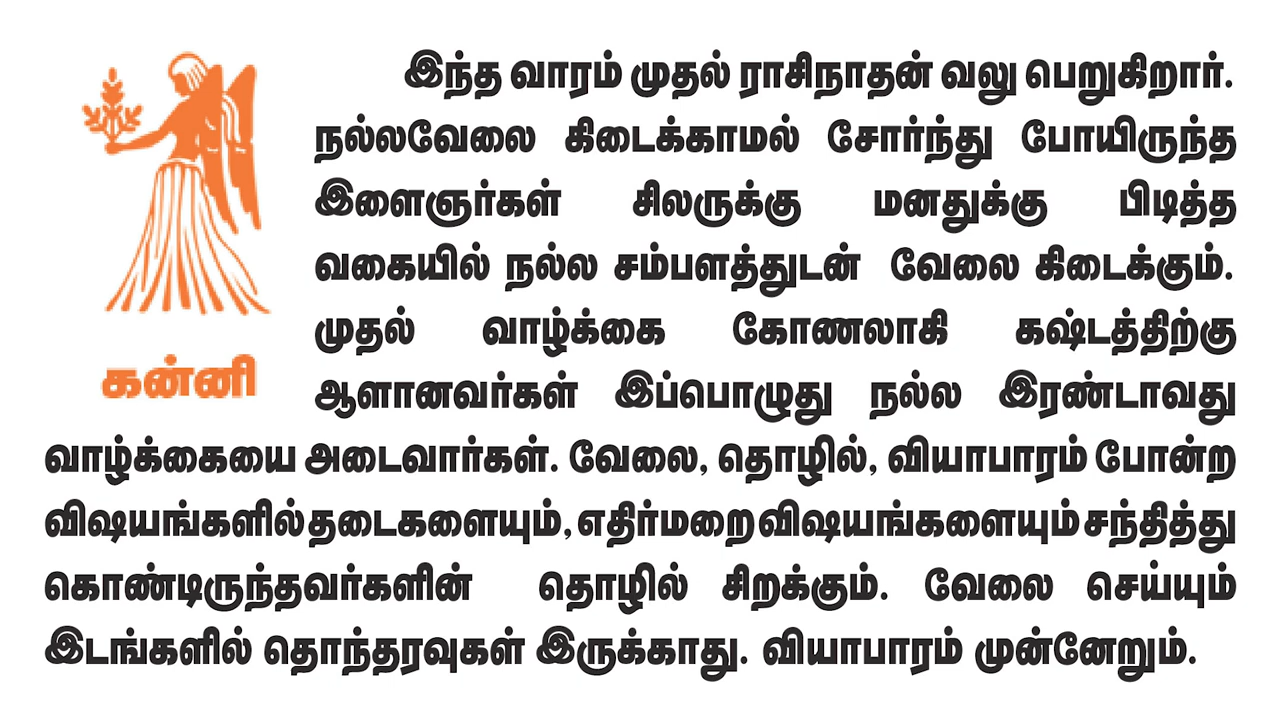 இந்த வாரம் முதல் ராசிநாதன் வலு பெறுகிறார்.
நல்லவேலை கிடைக்காமல் சோர்ந்து போயிருந்த
இளைஞர்கள் சிலருக்கு மனதுக்கு பிடித்த
வகையில் நல்ல சம்பளத்துடன் வேலை கிடைக்கும்.
முதல் வாழ்க்கை கோணலாகி கஷ்டத்திற்கு
கன்னி
ஆளானவர்கள் இப்பொழுது நல்ல இரண்டாவது
வாழ்க்கையை அடைவார்கள். வேலை, தொழில், வியாபாரம் போன்ற
விஷயங்களில் தடைகளையும், எதிர்மறை விஷயங்களையும் சந்தித்து
கொண்டிருந்தவர்களின் தொழில் சிறக்கும். வேலை செய்யும்
இடங்களில் தொந்தரவுகள் இருக்காது. வியாபாரம் முன்னேறும்.